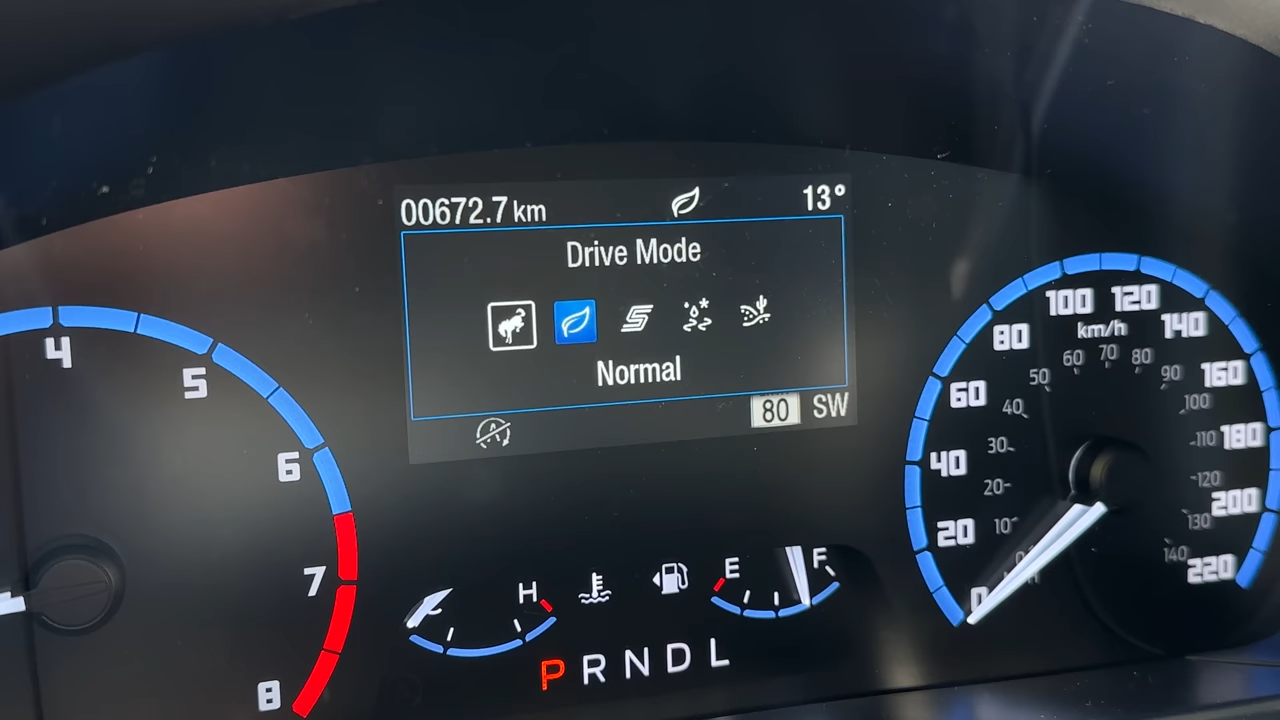 00672.7 km 13°
Drive Mode
Normal
80 SW
4
5
6
7
8
H
E F
P R N D L
0 20 40 60 80 100 120 140 160 180 200 220
km/h
10 20 30 40 50 60 70 80 90 100 110 120 130 140